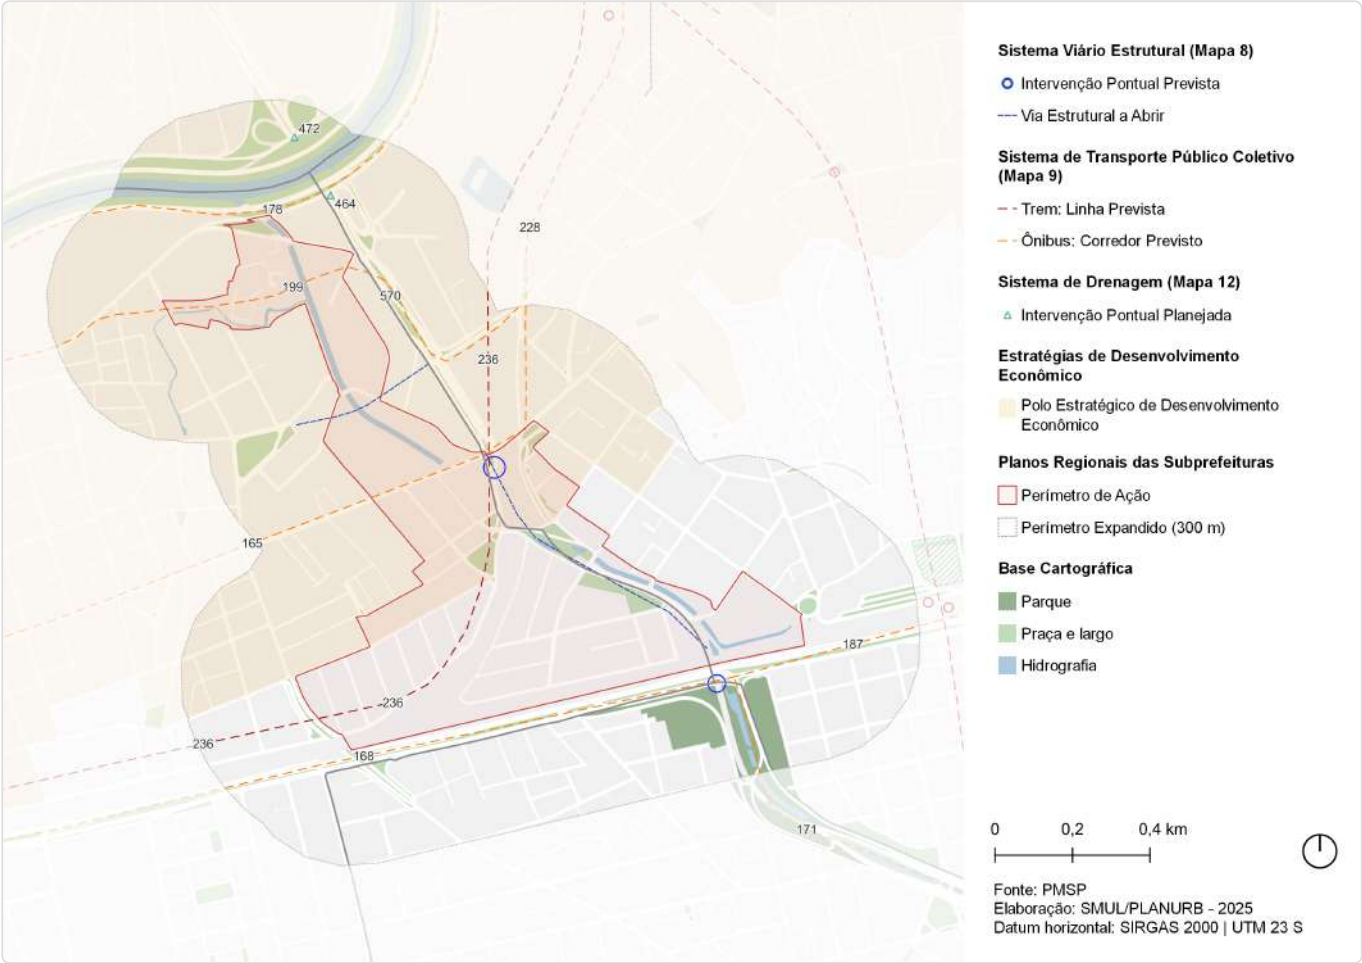 472
464
178
228
199
570
236
165
187
236
236
168
171
Sistema Viário Estrutural (Mapa 8)
Intervenção Pontual Prevista
Via Estrutural a Abrir
Sistema de Transporte Público Coletivo
(Mapa 9)
Trem: Linha Prevista
Ônibus: Corredor Previsto
Sistema de Drenagem (Mapa 12)
Intervenção Pontual Planejada
Estratégias de Desenvolvimento
Econômico
Polo Estratégico de Desenvolvimento
Econômico
Planos Regionais das Subprefeituras
Perímetro de Ação
Perímetro Expandido (300 m)
Base Cartográfica
Parque
Praça e largo
Hidrografia
0 0,2 0,4 km
Fonte: PMSP
Elaboração: SMUL/PLANURB - 2025
Datum horizontal: SIRGAS 2000 | UTM 23 S